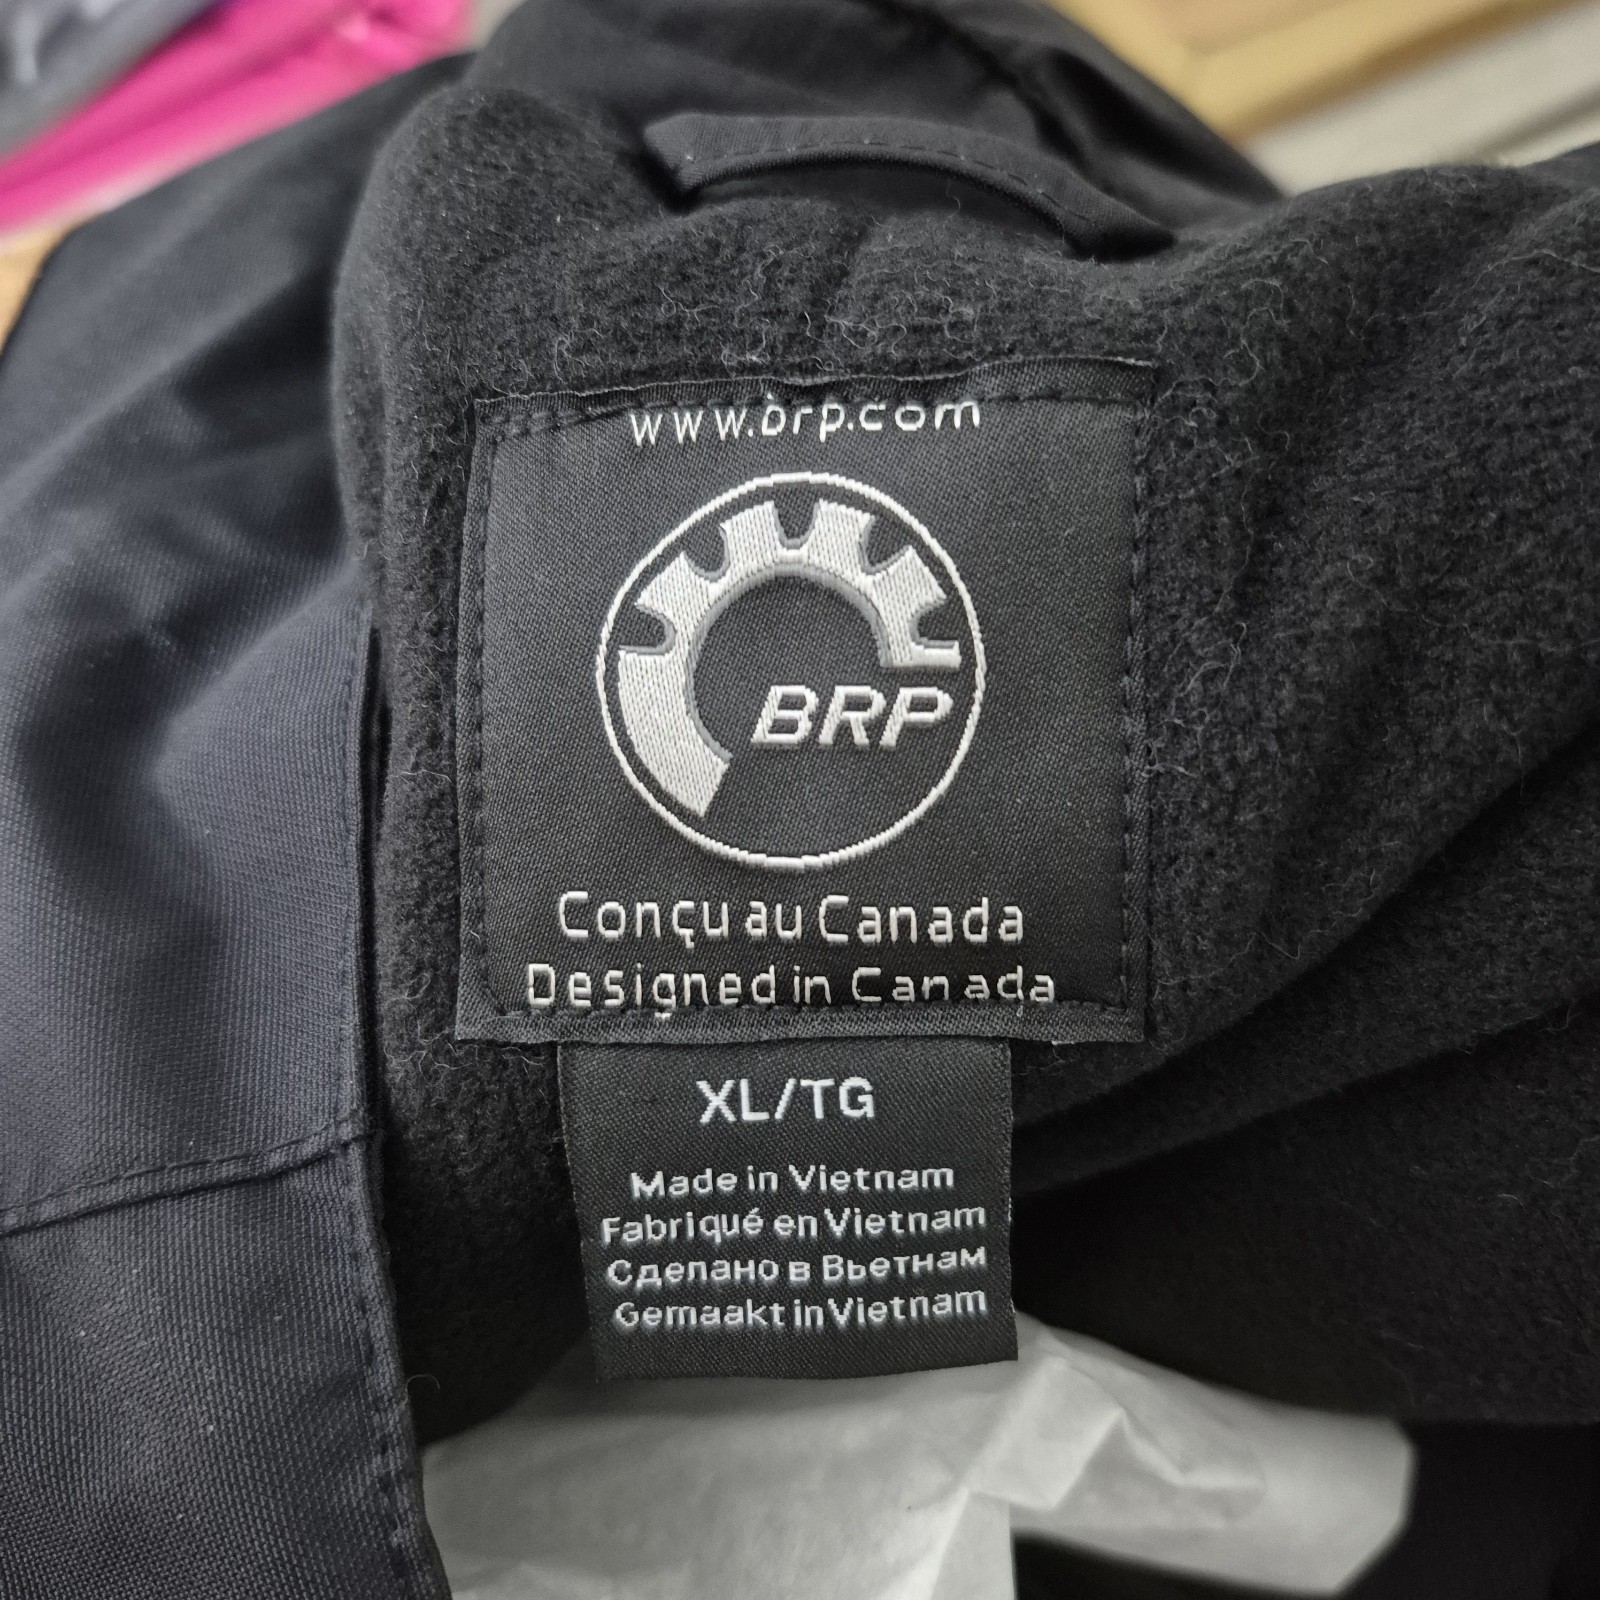 www.brp.com
BRP
Conçu au Canada
Designed in Canada
XL/TG
Made in Vietnam
Fabriqué en Vietnam
Сделано в Вьетнам
Gemaakt in Vietnam